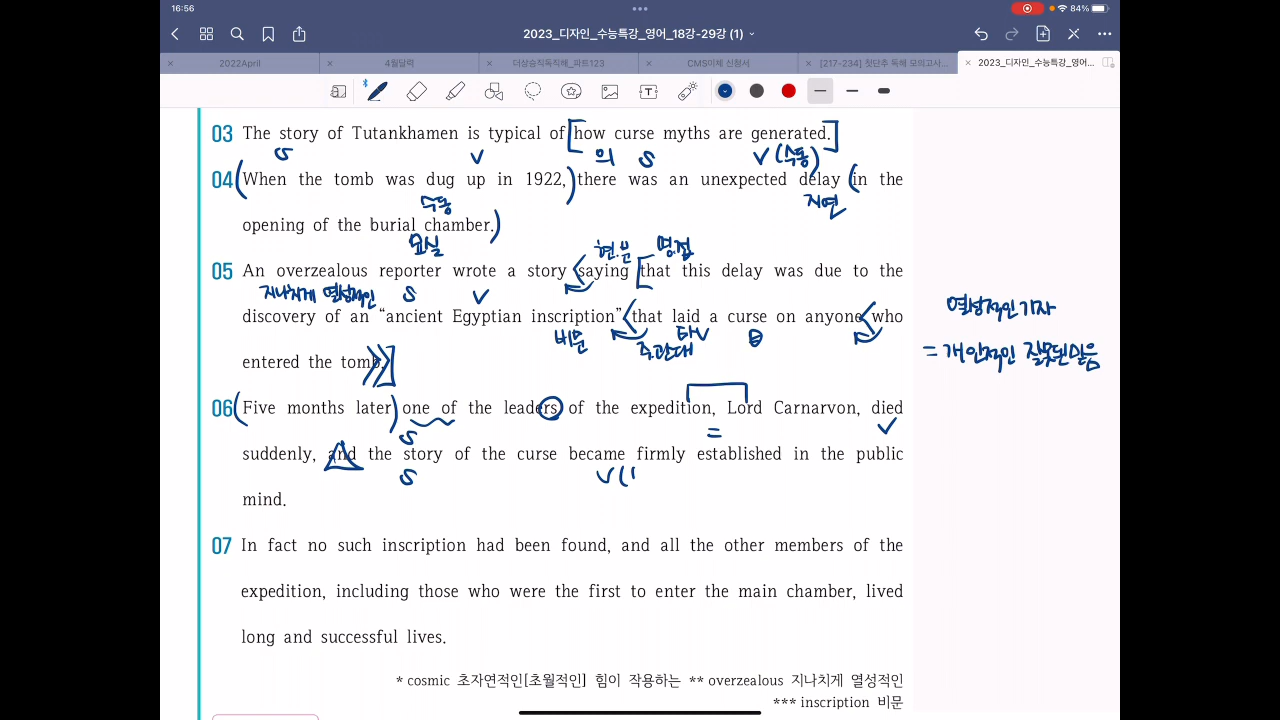 16:56
84%
2023_디자인_수능특강_영어_18강-29강 (1)
2022April
4월달력
더상승직독직해_파트123
CMS이체 신청서
[217-234] 첫단추 독해 모의고사...
2023_디자인_수능특강_영어...
03 The story of Tutankhamen is typical of [how curse myths are generated.]
S V 의 S V (수동)
04 (When the tomb was dug up in 1922,) there was an unexpected delay (in the
수동 지연
opening of the burial chamber.)
묘실 현.분 명.접
05 An overzealous reporter wrote a story <saying [that this delay was due to the
지나치게 열성적인 S V
discovery of an “ancient Egyptian inscription” <that laid a curse on anyone <who
비문 주관대 타V
열성적인 기자
entered the tomb.>>]
= 개인적인 잘못된 믿음
06 (Five months later) one of the leaders of the expedition, Lord Carnarvon, died
S = V
suddenly, and the story of the curse became firmly established in the public
S V(
mind.
07 In fact no such inscription had been found, and all the other members of the
expedition, including those who were the first to enter the main chamber, lived
long and successful lives.
* cosmic 초자연적인[초월적인] 힘이 작용하는 ** overzealous 지나치게 열성적인
*** inscription 비문